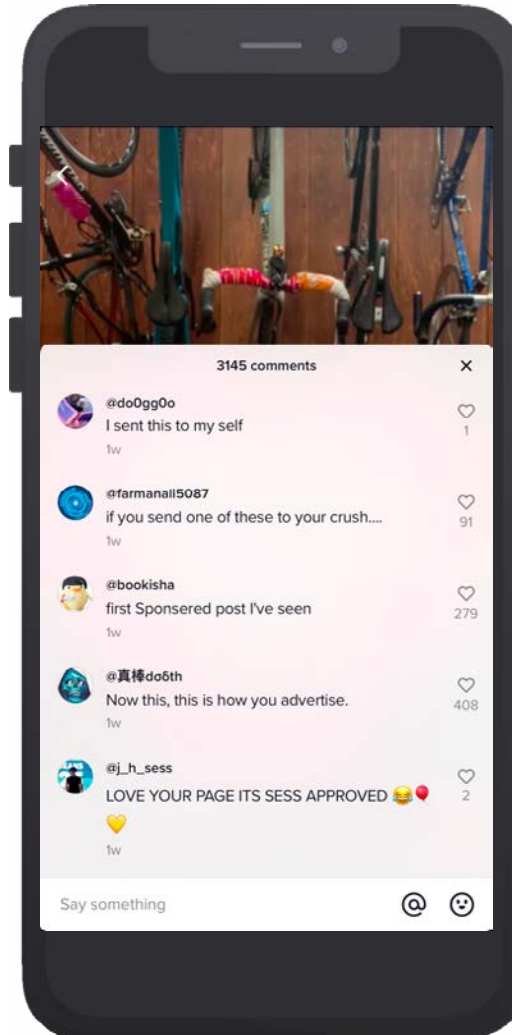 3145 comments
@do0gg0o
I sent this to my self
1w
1
@farmanali5087
if you send one of these to your crush....
1w
91
@bookisha
first Sponsered post I've seen
1w
279
@真棒dσóth
Now this, this is how you advertise.
1w
408
@j_h_sess
LOVE YOUR PAGE ITS SESS APPROVED 😂🎈
💛
1w
2
Say something